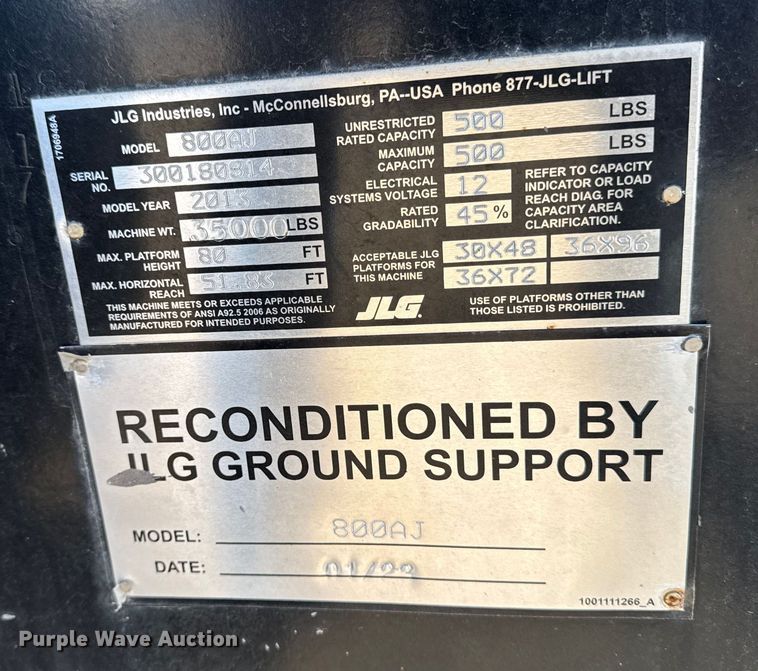 JLG Industries, Inc - McConnellsburg, PA--USA Phone 877-JLG-LIFT
1706948A
MODEL 800AJ
SERIAL NO. 300180814
MODEL YEAR 2013
MACHINE WT. 35000 LBS
MAX. PLATFORM HEIGHT 80 FT
MAX. HORIZONTAL REACH 51.83 FT
THIS MACHINE MEETS OR EXCEEDS APPLICABLE
REQUIREMENTS OF ANSI A92.5 2006 AS ORIGINALLY
MANUFACTURED FOR INTENDED PURPOSES.
UNRESTRICTED RATED CAPACITY 500 LBS
MAXIMUM CAPACITY 500 LBS
ELECTRICAL SYSTEMS VOLTAGE 12
RATED GRADABILITY 45 %
REFER TO CAPACITY
INDICATOR OR LOAD
REACH DIAG. FOR
CAPACITY AREA
CLARIFICATION.
ACCEPTABLE JLG
PLATFORMS FOR
THIS MACHINE
30X48 36X96
36X72
JLG.
USE OF PLATFORMS OTHER THAN
THOSE LISTED IS PROHIBITED.
RECONDITIONED BY
JLG GROUND SUPPORT
MODEL: 800AJ
DATE:
1001111266_A
Purple Wave Auction